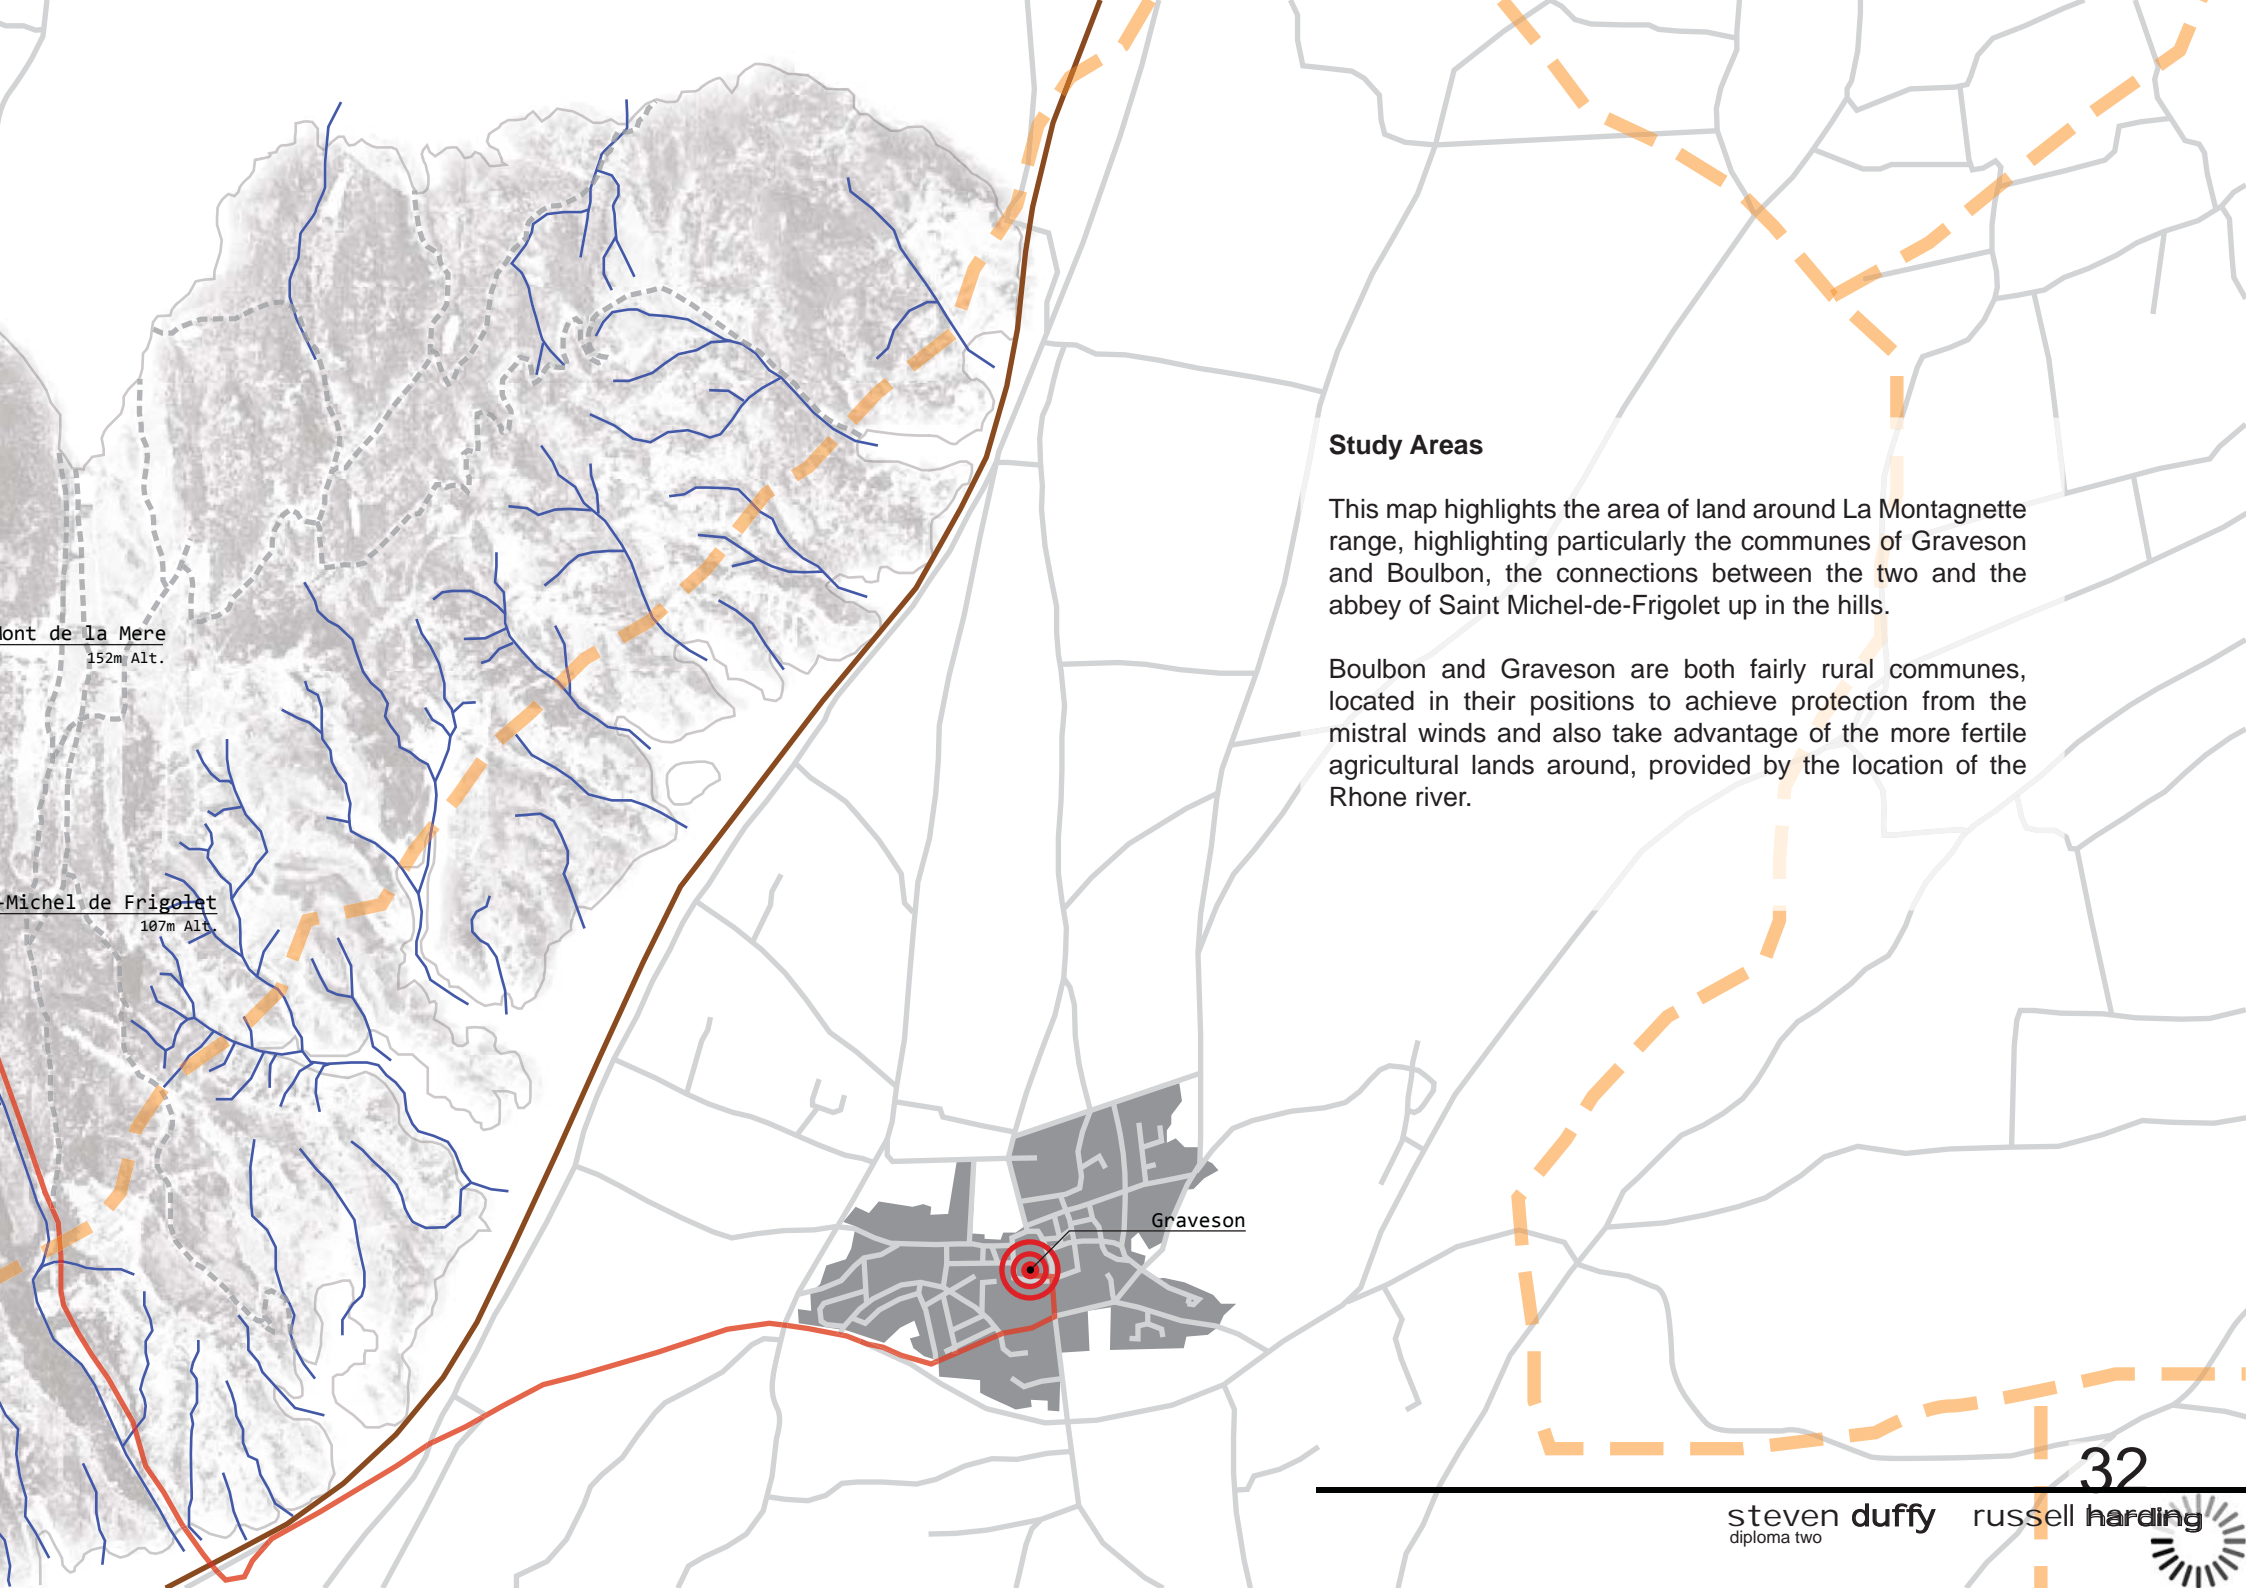 Study Areas
This map highlights the area of land around La Montagnette
range, highlighting particularly the communes of Graveson
and Boulbon, the connections between the two and the
abbey of Saint Michel-de-Frigolet up in the hills.
Boulbon and Graveson are both fairly rural communes,
located in their positions to achieve protection from the
mistral winds and also take advantage of the more fertile
agricultural lands around, provided by the location of the
Rhone river.
de la Mere
152m Alt.
-Michel de Frigolet
107m Alt.
Graveson
32
steven duffy russell harding
diploma two